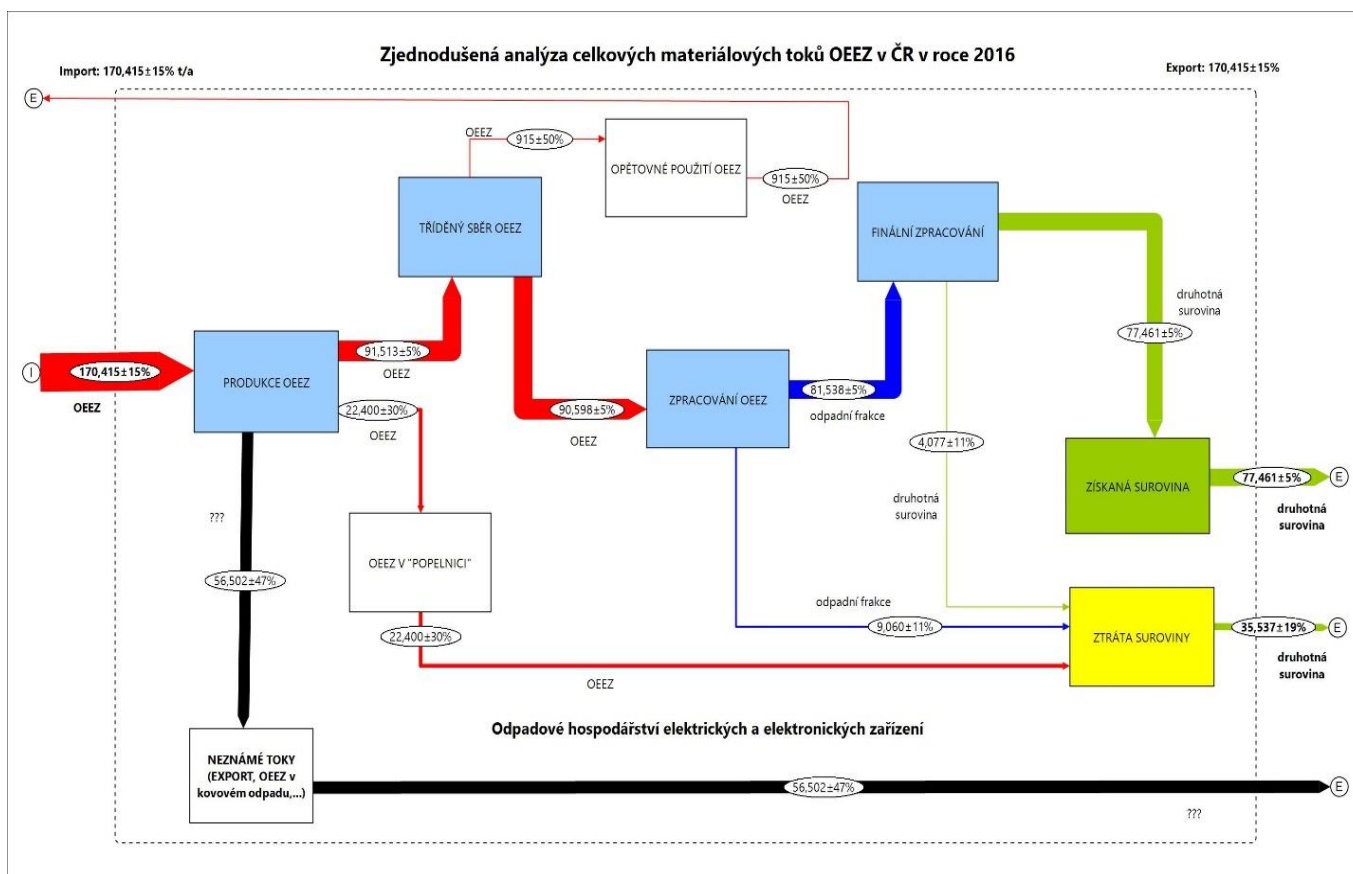 Zjednodušená analýza celkových materiálových toků OEEZ v ČR v roce 2016
Import: 170,415±15% t/a
Export: 170,415±15%
E
OEEZ
915±50%
OPĚTOVNÉ POUŽITÍ OEEZ
915±50%
OEEZ
TŘÍDĚNÝ SBĚR OEEZ
FINÁLNÍ ZPRACOVÁNÍ
druhotná
surovina
77,461±5%
I
170,415±15%
OEEZ
PRODUKCE OEEZ
91,513±5%
OEEZ
22,400±30%
OEEZ
90,598±5%
OEEZ
ZPRACOVÁNÍ OEEZ
81,538±5%
odpadní frakce
4,077±11%
druhotná
surovina
ZÍSKANÁ SUROVINA
77,461±5%
E
druhotná
surovina
???
56,502±47%
OEEZ V "POPELNICI"
22,400±30%
OEEZ
odpadní frakce
9,060±11%
ZTRÁTA SUROVINY
35,537±19%
E
druhotná
surovina
Odpadové hospodářství elektrických a elektronických zařízení
NEZNÁMÉ TOKY
(EXPORT, OEEZ v
kovovém odpadu,...)
56,502±47%
E
???